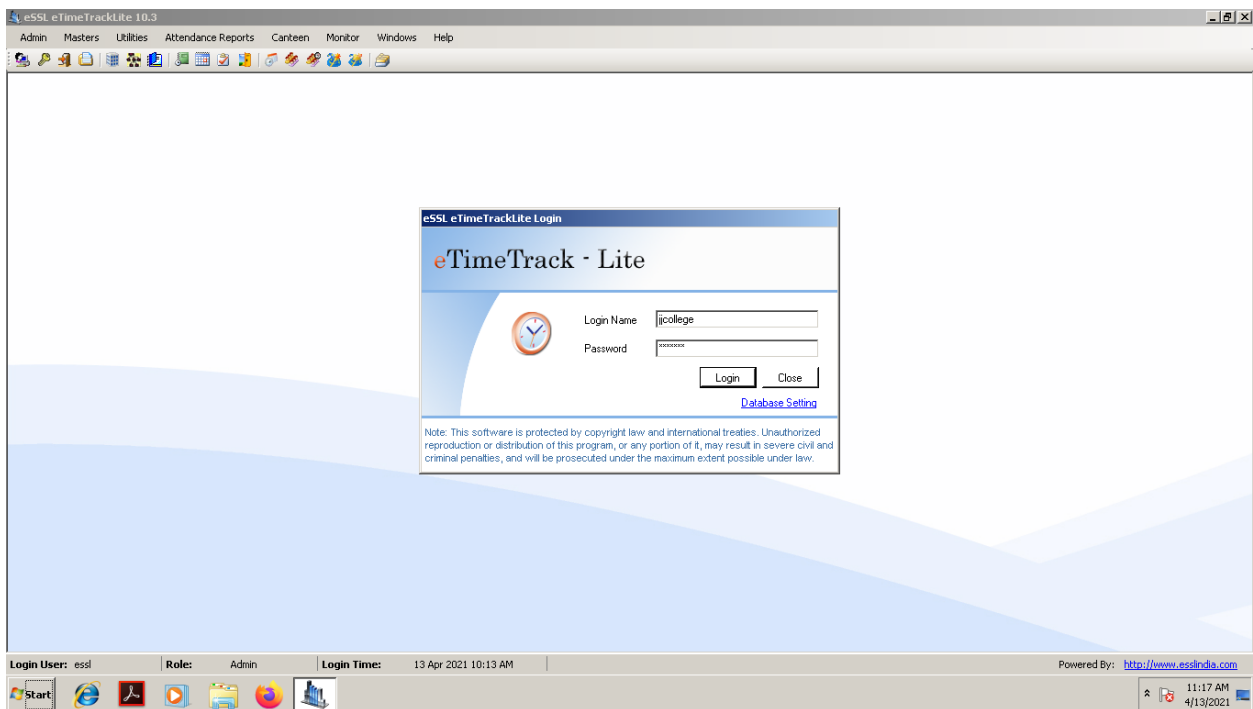 eSSL eTimeTrackLite 10.3
Admin Masters Utilities Attendance Reports Canteen Monitor Windows Help
eSSL eTimeTrackLite Login
eTimeTrack - Lite
Login Name jjcollege
Password xxxxxxx
Login Close
Database Setting
Note: This software is protected by copyright law and international treaties. Unauthorized
reproduction or distribution of this program, or any portion of it, may result in severe civil and
criminal penalties, and will be prosecuted under the maximum extent possible under law.
Login User: essl Role: Admin Login Time: 13 Apr 2021 10:13 AM Powered By: http://www.esslindia.com
Start 11:17 AM
4/13/2021